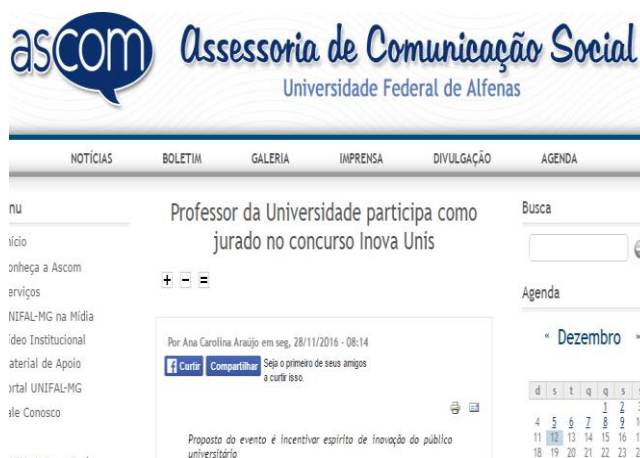 ascom
Assessoria de Comunicação Social
Universidade Federal de Alfenas
NOTÍCIAS BOLETIM GALERIA IMPRENSA DIVULGAÇÃO AGENDA
nu
ício
onheça a Ascom
erviços
NIFAL-MG na Mídia
ídeo Institucional
aterial de Apoio
ortal UNIFAL-MG
ale Conosco
Professor da Universidade participa como
jurado no concurso Inova Unis
+ - =
Por Ana Carolina Araújo em seg, 28/11/2016 - 08:14
f Curtir Compartilhar Seja o primeiro de seus amigos
a curtir isso.
Proposta do evento é incentivar espírito de inovação do público
universitário
Busca
Agenda
« Dezembro
d s t q q s
1 2
4 5 6 7 8 9
11 12 13 14 15 16
18 19 20 21 22 23